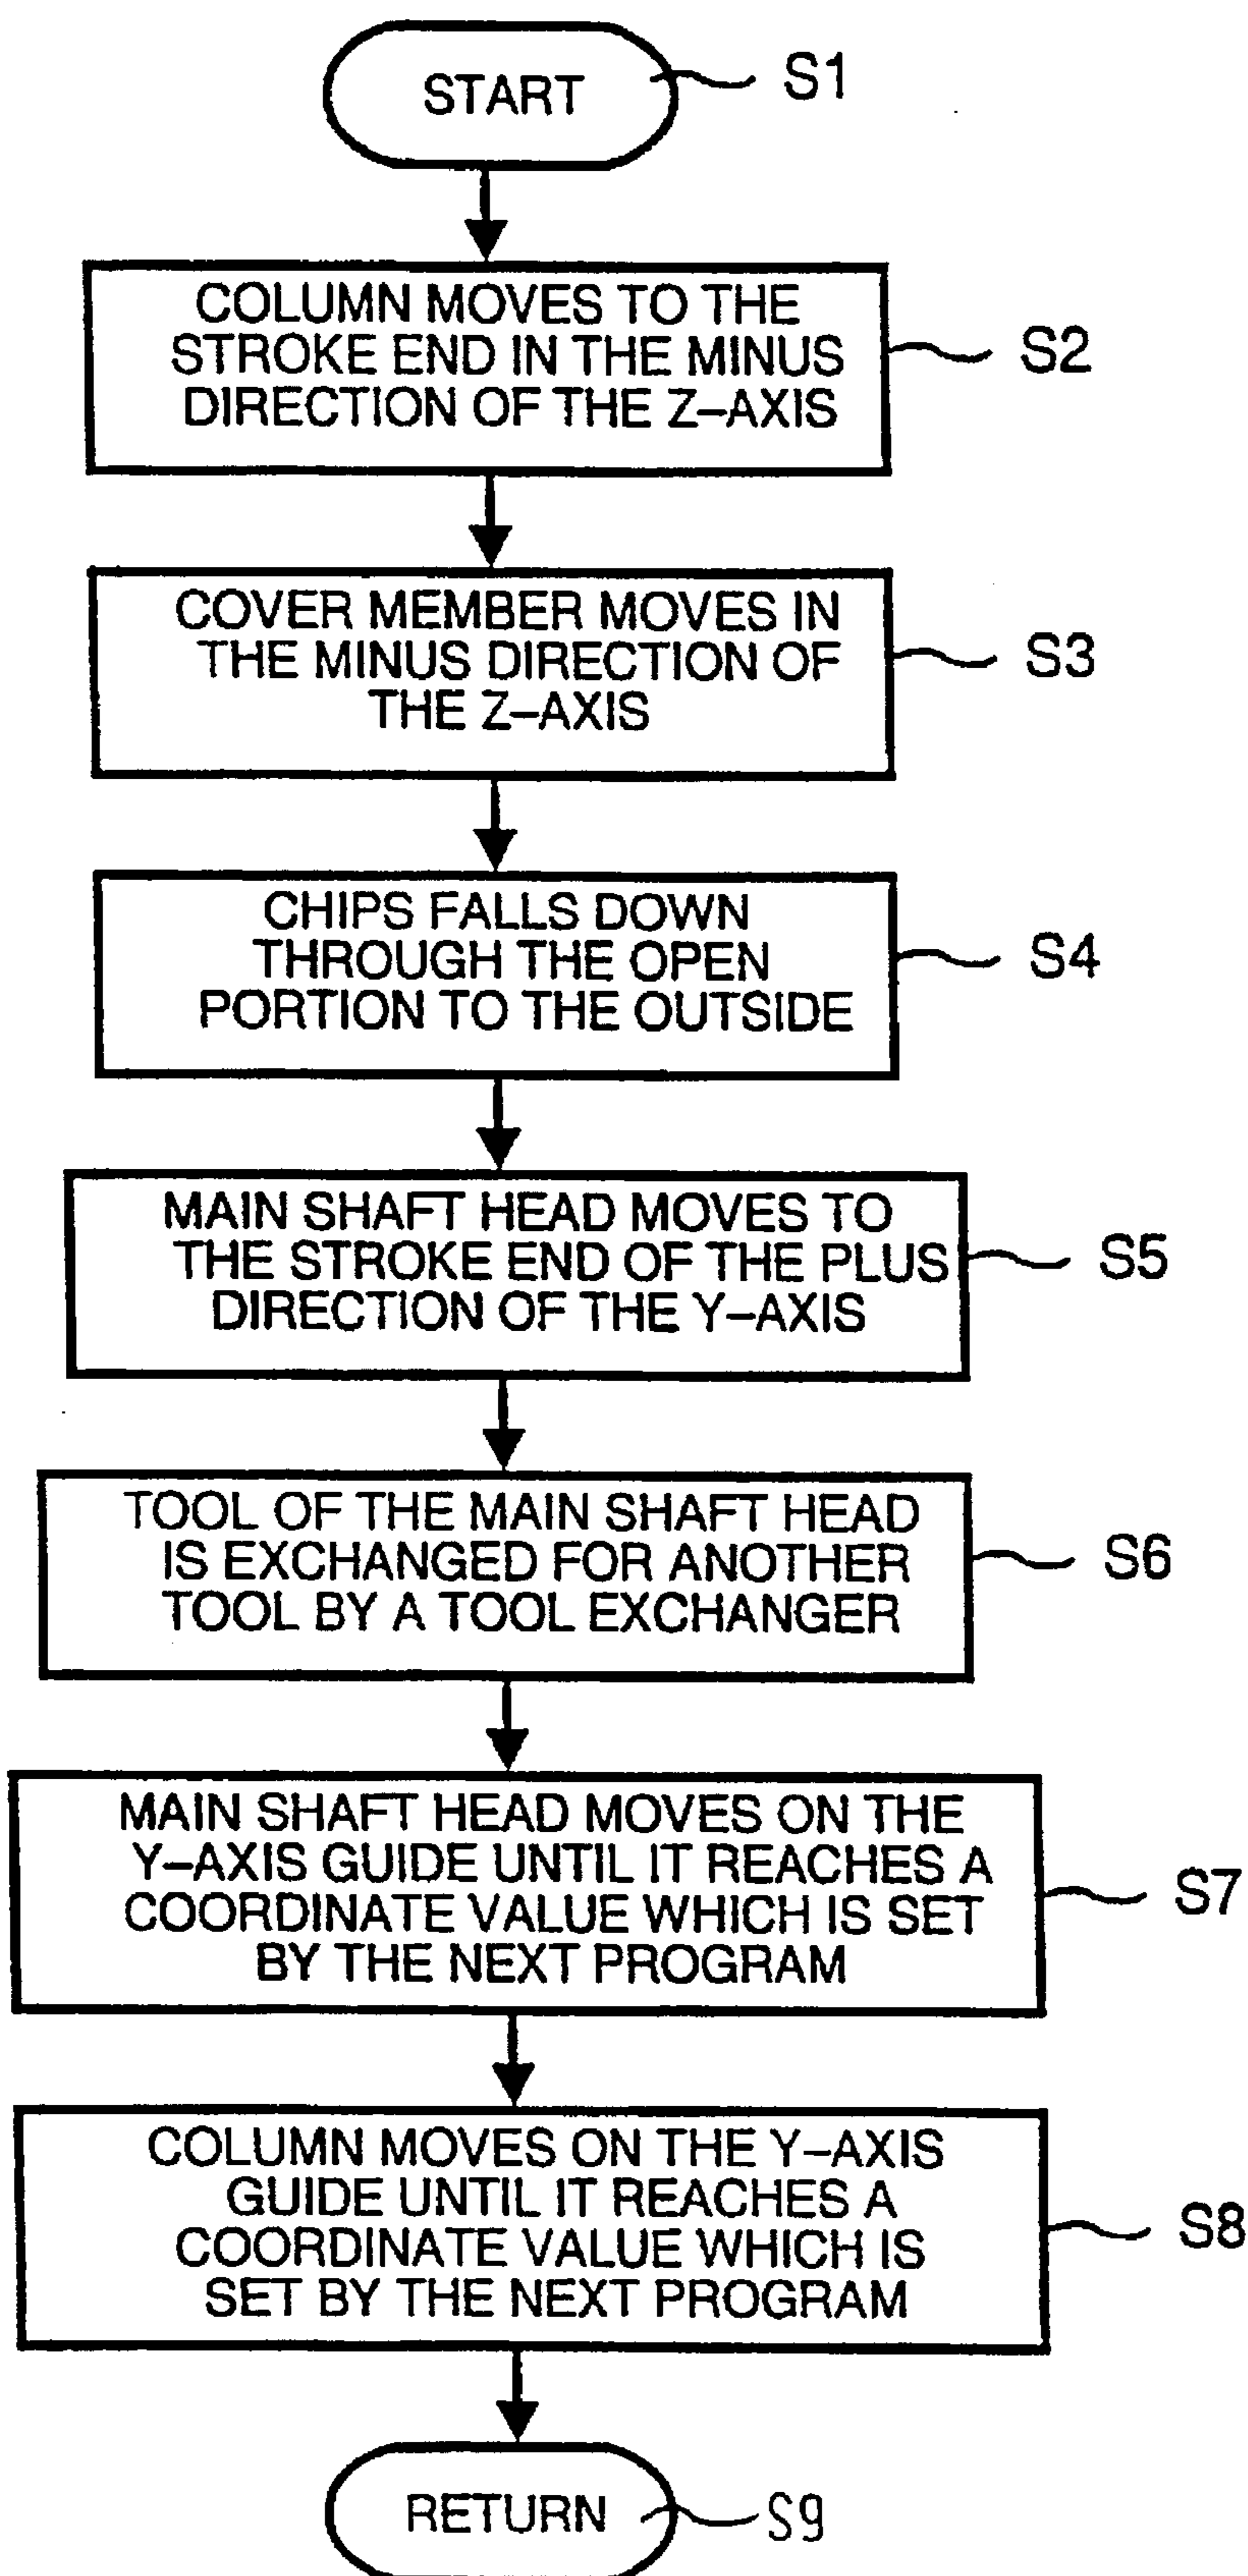 START
S1
COLUMN MOVES TO THE
STROKE END IN THE MINUS
DIRECTION OF THE Z–AXIS
S2
COVER MEMBER MOVES IN
THE MINUS DIRECTION OF
THE Z–AXIS
S3
CHIPS FALLS DOWN
THROUGH THE OPEN
PORTION TO THE OUTSIDE
S4
MAIN SHAFT HEAD MOVES TO
THE STROKE END OF THE PLUS
DIRECTION OF THE Y–AXIS
S5
TOOL OF THE MAIN SHAFT HEAD
IS EXCHANGED FOR ANOTHER
TOOL BY A TOOL EXCHANGER
S6
MAIN SHAFT HEAD MOVES ON THE
Y–AXIS GUIDE UNTIL IT REACHES A
COORDINATE VALUE WHICH IS SET
BY THE NEXT PROGRAM
S7
COLUMN MOVES ON THE Y–AXIS
GUIDE UNTIL IT REACHES A
COORDINATE VALUE WHICH IS
SET BY THE NEXT PROGRAM
S8
RETURN
S9